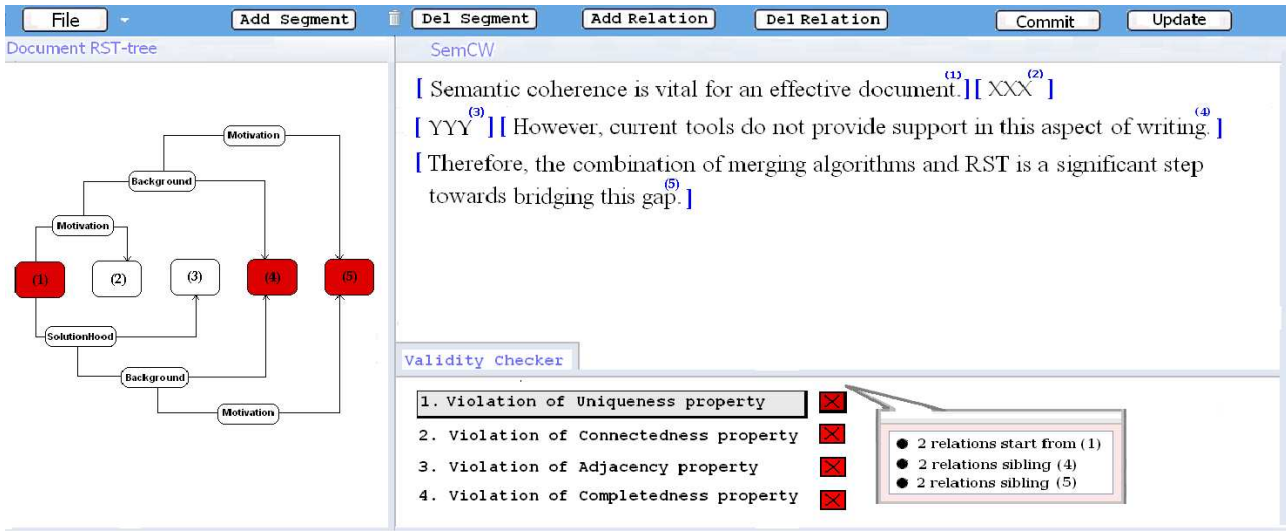 File Add Segment Del Segment Add Relation Del Relation Commit Update
Document RST-tree
SemCW
[ Semantic coherence is vital for an effective document.(1) ] [ XXX(2) ]
[ YYY(3) ] [ However, current tools do not provide support in this aspect of writing.(4) ]
[ Therefore, the combination of merging algorithms and RST is a significant step
towards bridging this gap.(5) ]
Motivation
Background
Motivation
(1) (2) (3) (4) (5)
SolutionHood
Background
Motivation
Validity Checker
1. Violation of Uniqueness property
2. Violation of Connectedness property
3. Violation of Adjacency property
4. Violation of Completedness property
● 2 relations start from (1)
● 2 relations sibling (4)
● 2 relations sibling (5)